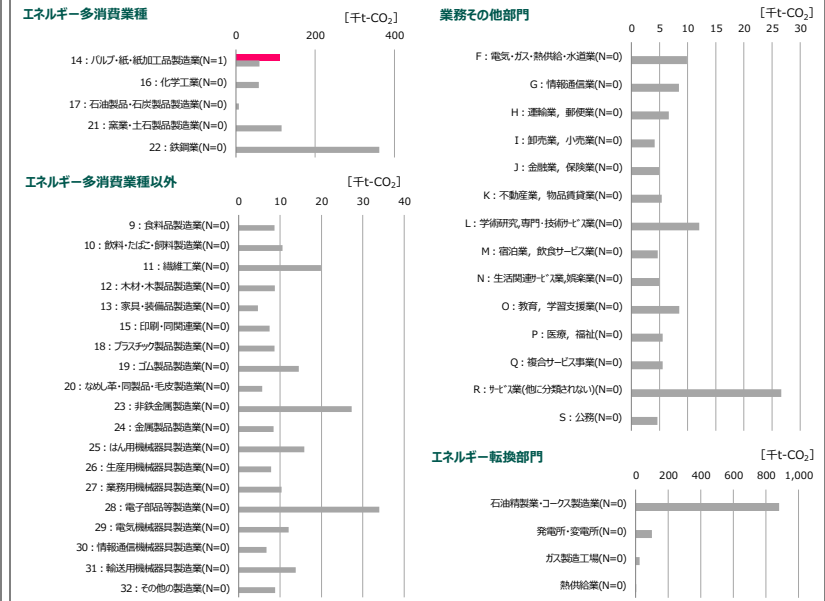 エネルギー多消費業種
[千t-CO₂]
0 200 400
14：パルプ・紙・紙加工品製造業(N=1)
16：化学工業(N=0)
17：石油製品・石炭製品製造業(N=0)
21：窯業・土石製品製造業(N=0)
22：鉄鋼業(N=0)
エネルギー多消費業種以外
[千t-CO₂]
0 10 20 30 40
9：食料品製造業(N=0)
10：飲料・たばこ・飼料製造業(N=0)
11：繊維工業(N=0)
12：木材・木製品製造業(N=0)
13：家具・装備品製造業(N=0)
15：印刷・同関連業(N=0)
18：プラスチック製品製造業(N=0)
19：ゴム製品製造業(N=0)
20：なめし革・同製品・毛皮製造業(N=0)
23：非鉄金属製造業(N=0)
24：金属製品製造業(N=0)
25：はん用機械器具製造業(N=0)
26：生産用機械器具製造業(N=0)
27：業務用機械器具製造業(N=0)
28：電子部品等製造業(N=0)
29：電気機械器具製造業(N=0)
30：情報通信機械器具製造業(N=0)
31：輸送用機械器具製造業(N=0)
32：その他の製造業(N=0)
業務その他部門
[千t-CO₂]
0 5 10 15 20 25 30
F：電気・ガス・熱供給・水道業(N=0)
G：情報通信業(N=0)
H：運輸業，郵便業(N=0)
I：卸売業，小売業(N=0)
J：金融業，保険業(N=0)
K：不動産業，物品賃貸業(N=0)
L：学術研究,専門・技術ｻｰﾋﾞｽ業(N=0)
M：宿泊業，飲食サービス業(N=0)
N：生活関連ｻｰﾋﾞｽ業,娯楽業(N=0)
O：教育，学習支援業(N=0)
P：医療，福祉(N=0)
Q：複合サービス事業(N=0)
R：ｻｰﾋﾞｽ業(他に分類されない)(N=0)
S：公務(N=0)
エネルギー転換部門
[千t-CO₂]
0 200 400 600 800 1,000
石油精製業・コークス製造業(N=0)
発電所・変電所(N=0)
ガス製造工場(N=0)
熱供給業(N=0)